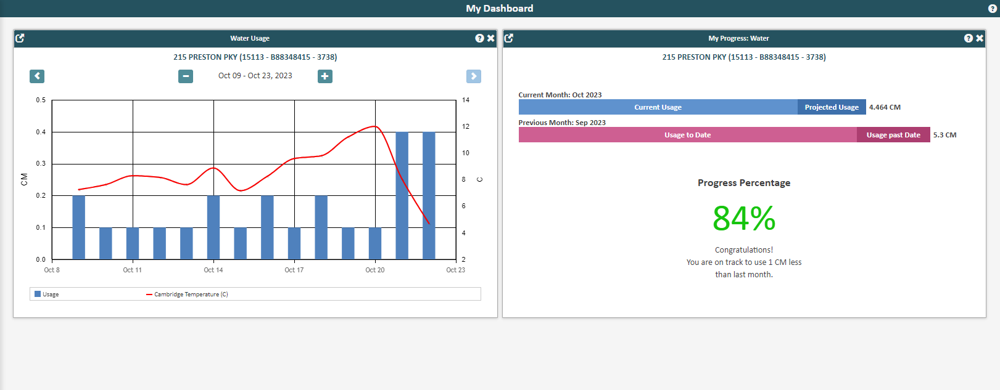 My Dashboard
Water Usage
215 PRESTON PKY (15113 - B88348415 - 3738)
Oct 09 - Oct 23, 2023
0.5
0.4
0.3
0.2
0.1
0.0
CM
14
12
10
8
6
4
2
C
Oct 8
Oct 11
Oct 14
Oct 17
Oct 20
Oct 23
Usage
Cambridge Temperature (C)
My Progress: Water
215 PRESTON PKY (15113 - B88348415 - 3738)
Current Month: Oct 2023
Current Usage
Projected Usage
4.464 CM
Previous Month: Sep 2023
Usage to Date
Usage past Date
5.3 CM
Progress Percentage
84%
Congratulations!
You are on track to use 1 CM less
than last month.